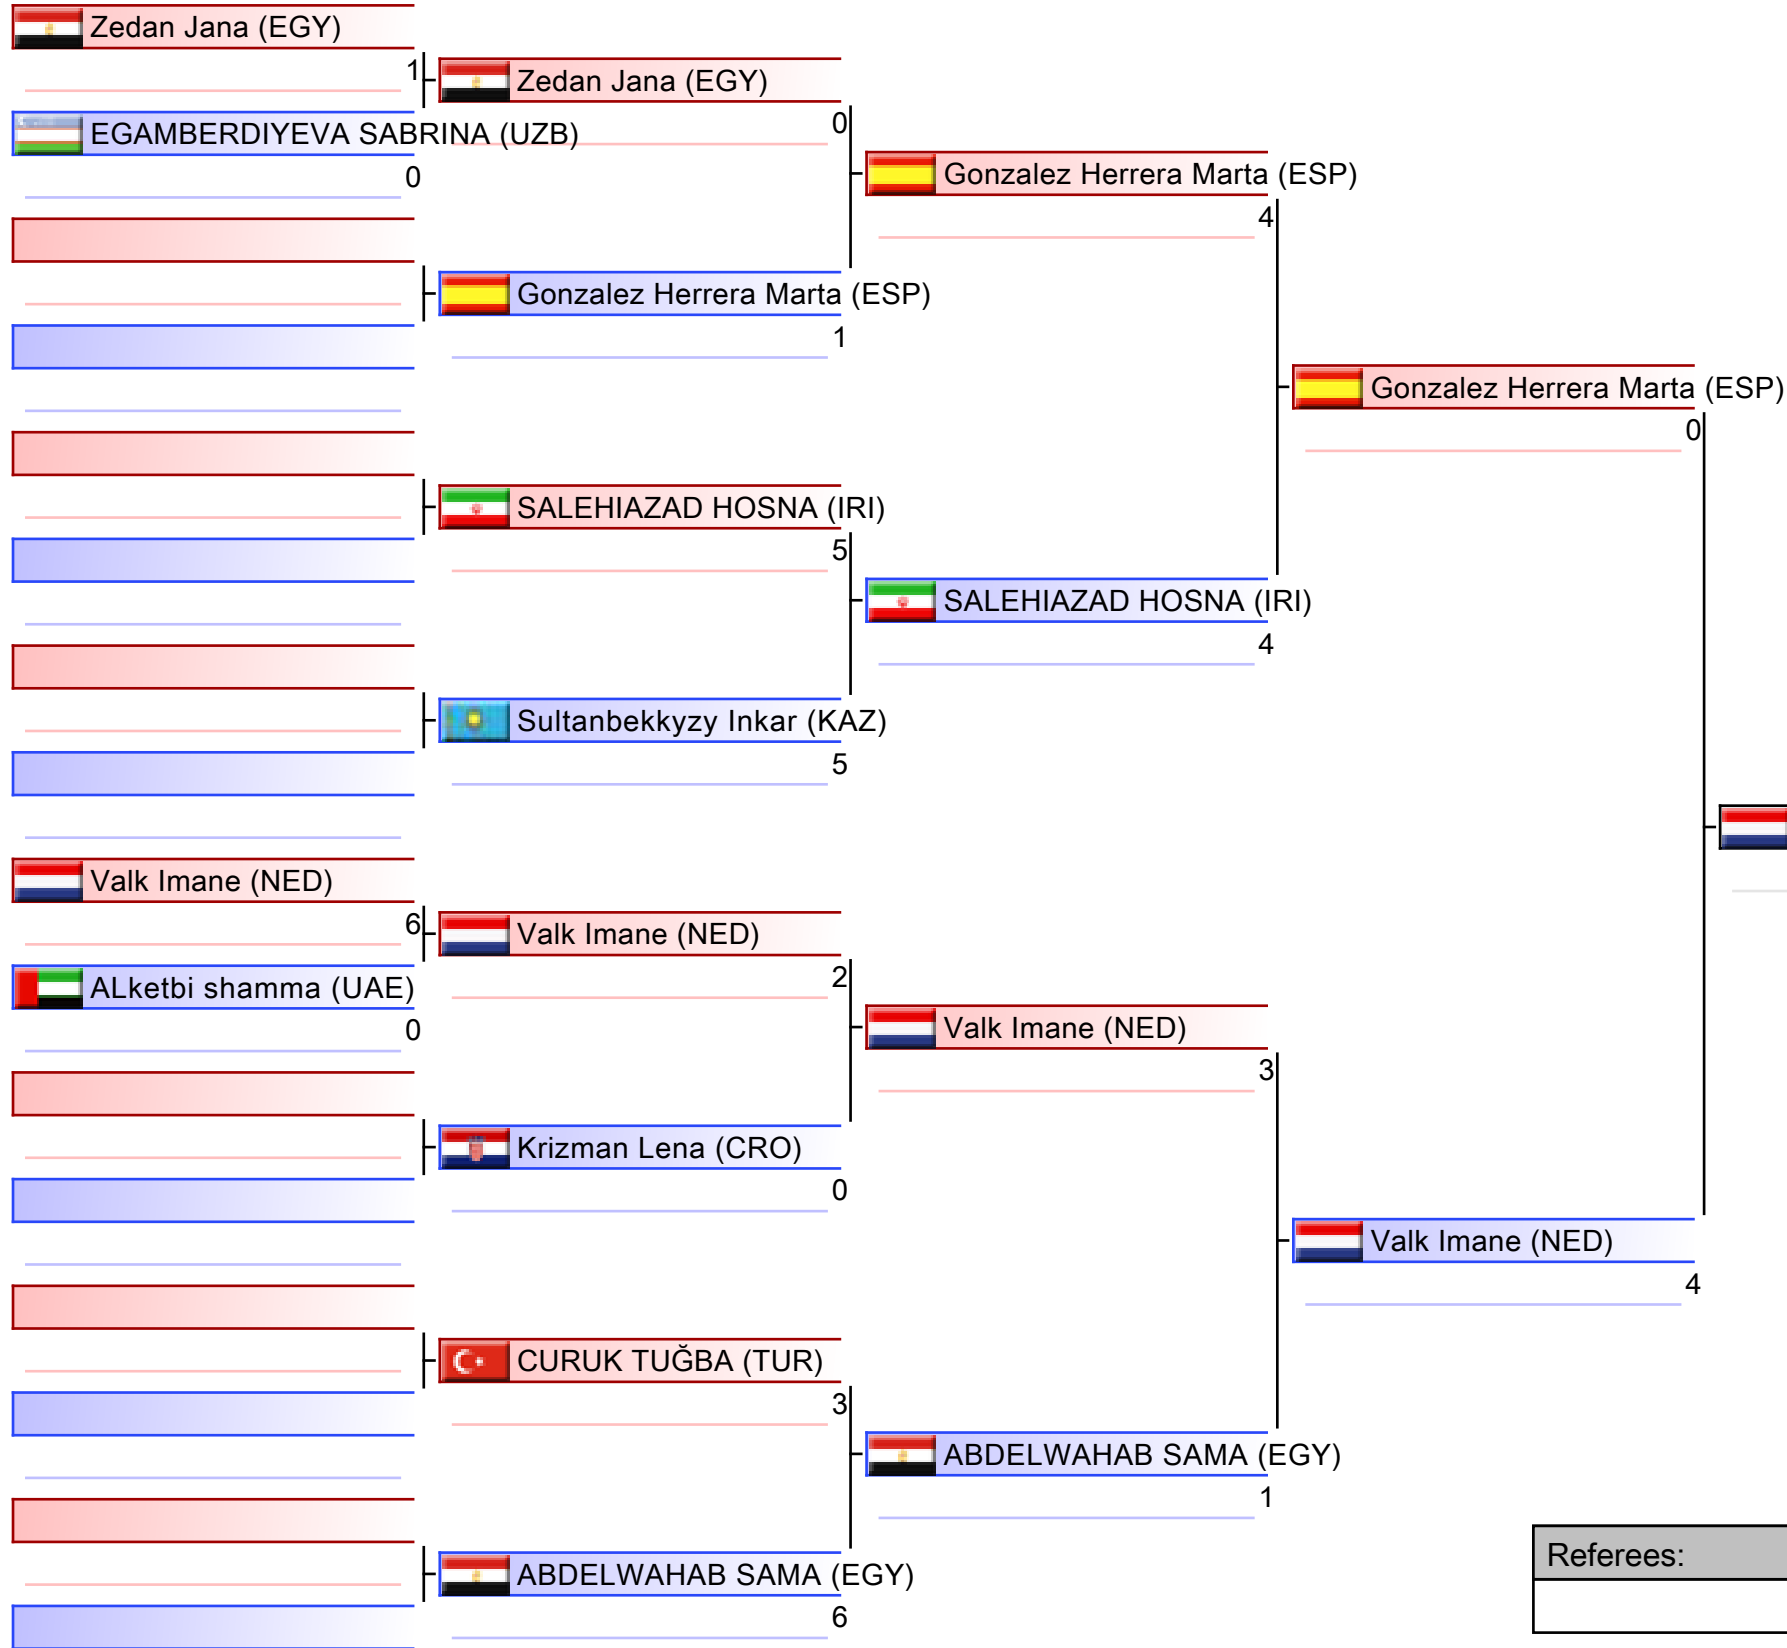 Zedan Jana (EGY)
1
EGAMBERDIYEVA SABRINA (UZB)
0
Valk Imane (NED)
6
ALketbi shamma (UAE)
0
Zedan Jana (EGY)
0
Gonzalez Herrera Marta (ESP)
1
SALEHIAZAD HOSNA (IRI)
5
Sultanbekkyzy Inkar (KAZ)
5
Valk Imane (NED)
2
Krizman Lena (CRO)
0
CURUK TUĞBA (TUR)
3
ABDELWAHAB SAMA (EGY)
6
Gonzalez Herrera Marta (ESP)
4
SALEHIAZAD HOSNA (IRI)
4
Valk Imane (NED)
3
ABDELWAHAB SAMA (EGY)
1
Gonzalez Herrera Marta (ESP)
0
Valk Imane (NED)
4
Referees: